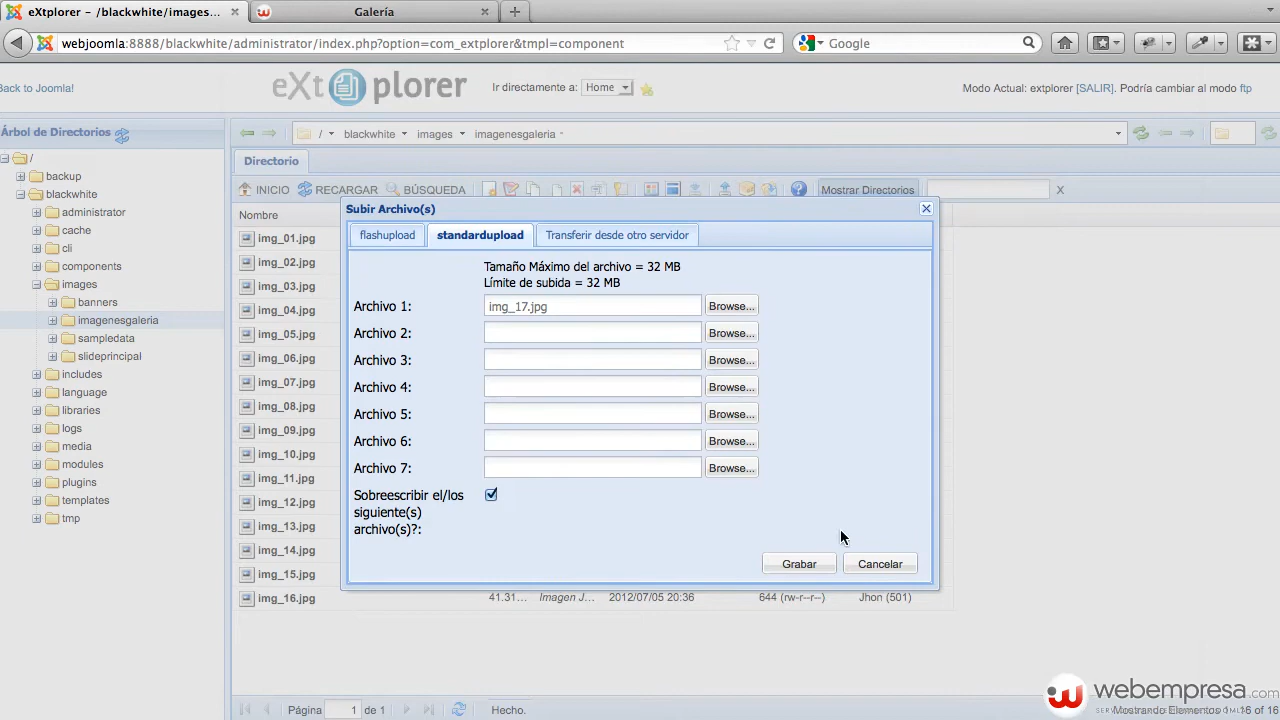 eXtplorer - /blackwhite/images...
Galería
webjoomla:8888/blackwhite/administrator/index.php?option=com_extplorer&tmpl=component
Google
Back to Joomla!
eXtplorer
Ir directamente a:
Home
Modo Actual: extplorer [SALIR]. Podría cambiar al modo ftp
Árbol de Directorios
/ blackwhite images imagenesgaleria
/
backup
blackwhite
administrator
cache
cli
components
images
banners
imagenesgaleria
sampledata
slideprincipal
includes
language
libraries
logs
media
modules
plugins
templates
tmp
Directorio
INICIO RECARGAR BÚSQUEDA
Mostrar Directorios
X
Nombre
img_01.jpg
img_02.jpg
img_03.jpg
img_04.jpg
img_05.jpg
img_06.jpg
img_07.jpg
img_08.jpg
img_09.jpg
img_10.jpg
img_11.jpg
img_12.jpg
img_13.jpg
img_14.jpg
img_15.jpg
img_16.jpg 41.31... Imagen J... 2012/07/05 20:36 644 (rw-r--r--) Jhon (501)
Subir Archivo(s)
flashupload standardupload Transferir desde otro servidor
Tamaño Máximo del archivo = 32 MB
Límite de subida = 32 MB
Archivo 1: img_17.jpg Browse...
Archivo 2: Browse...
Archivo 3: Browse...
Archivo 4: Browse...
Archivo 5: Browse...
Archivo 6: Browse...
Archivo 7: Browse...
Sobreescribir el/los
siguiente(s)
archivo(s)?:
Grabar Cancelar
Página 1 de 1 Hecho.
webempresa.com
Mostrando Elementos 16 of 16